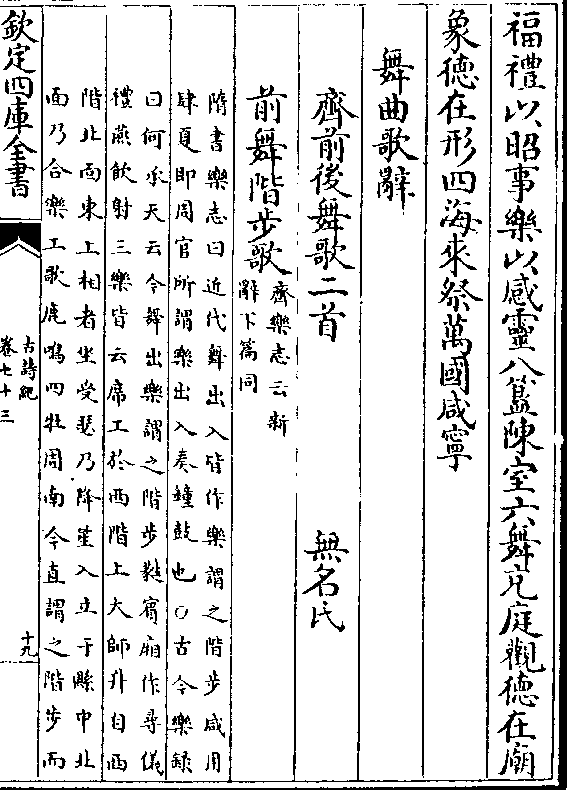 福禮以昭事樂以感靈八簋陳室六舞充庭觀德在廟
象德在形四海來祭萬國咸寧
舞曲歌辭
齊前後舞歌二首　無名氏
前舞階步歌
齊樂志云新
辭下篇同
隋書樂志曰近代舞出入皆作樂謂之階步咸用
肆夏即周官所謂樂出入奏鐘鼓也○古今樂錄
曰何承天云今舞出樂謂之階步蕤賓廂作尋儀
禮燕飲射三樂皆云席工於西階上大師升自西
階北面東上相者坐受瑟乃降笙入立于縣中北
面乃合樂工歌鹿鳴四牡周南今直謂之階步而
欽定四庫全書
古詩紀
卷七十三
十九